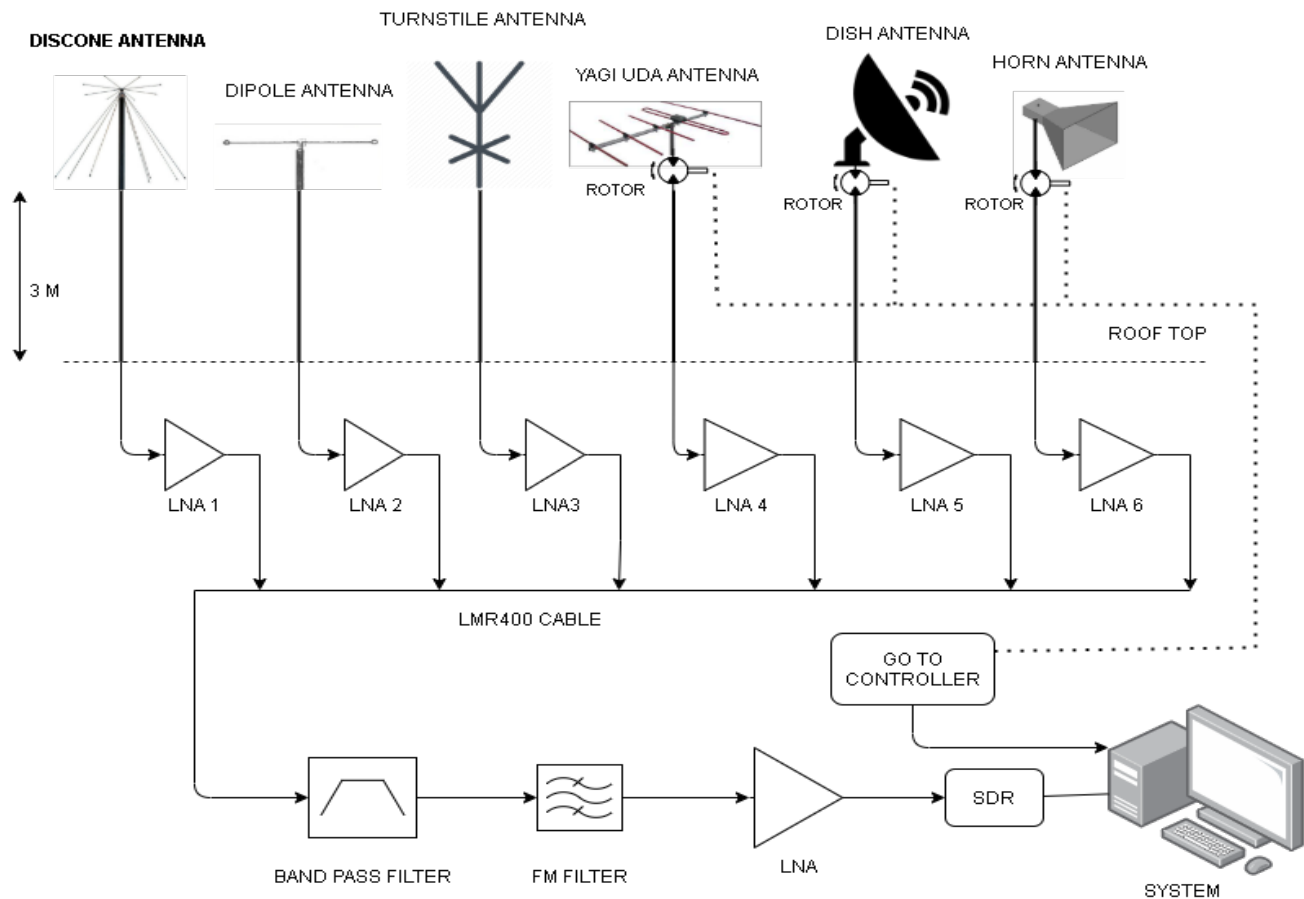 TURNSTILE ANTENNA
DISCONE ANTENNA
DISH ANTENNA
HORN ANTENNA
YAGI UDA ANTENNA
DIPOLE ANTENNA
ROTOR
ROTOR
ROTOR
3 M
ROOF TOP
LNA 1
LNA 2
LNA3
LNA 4
LNA 5
LNA 6
LMR400 CABLE
GO TO
CONTROLLER
SDR
BAND PASS FILTER
FM FILTER
LNA
SYSTEM